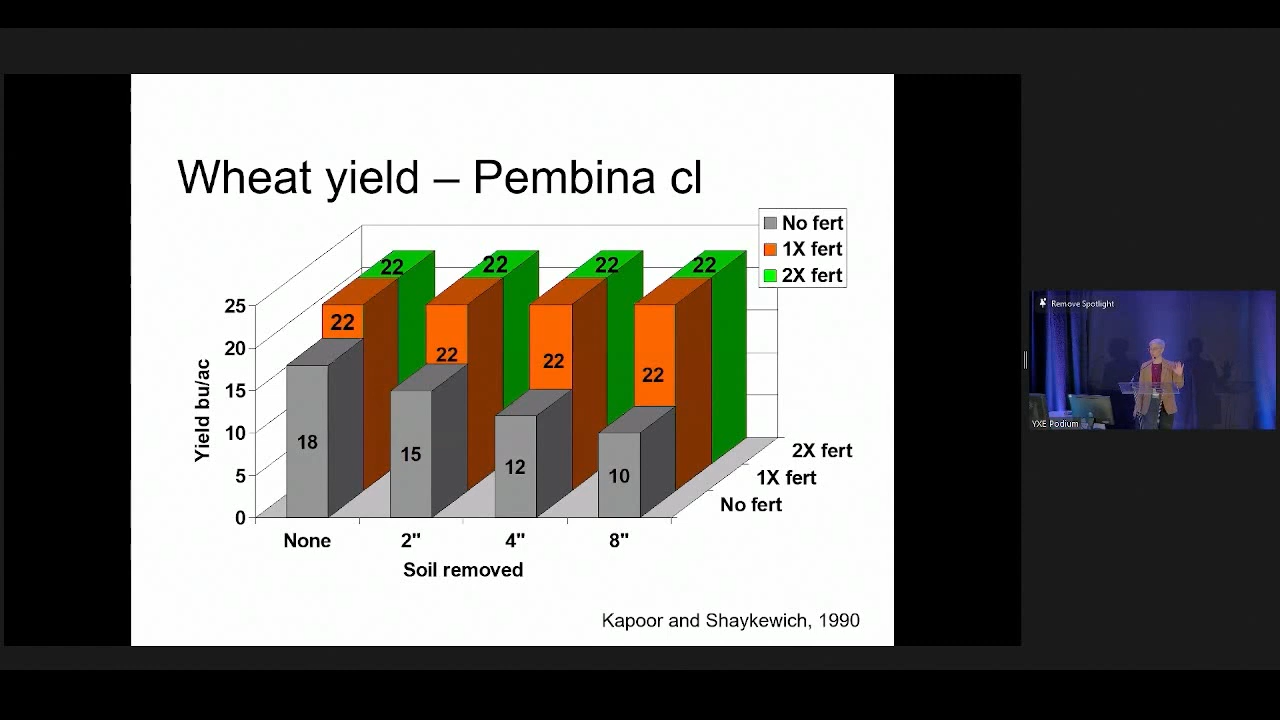 Wheat yield – Pembina cl
No fert
1X fert
2X fert
22 22 22 22
22 22 22 22
18 15 12 10
25
20
15
10
5
0
Yield bu/ac
2X fert
1X fert
No fert
None 2" 4" 8"
Soil removed
Kapoor and Shaykewich, 1990
Remove Spotlight
YXE Podium